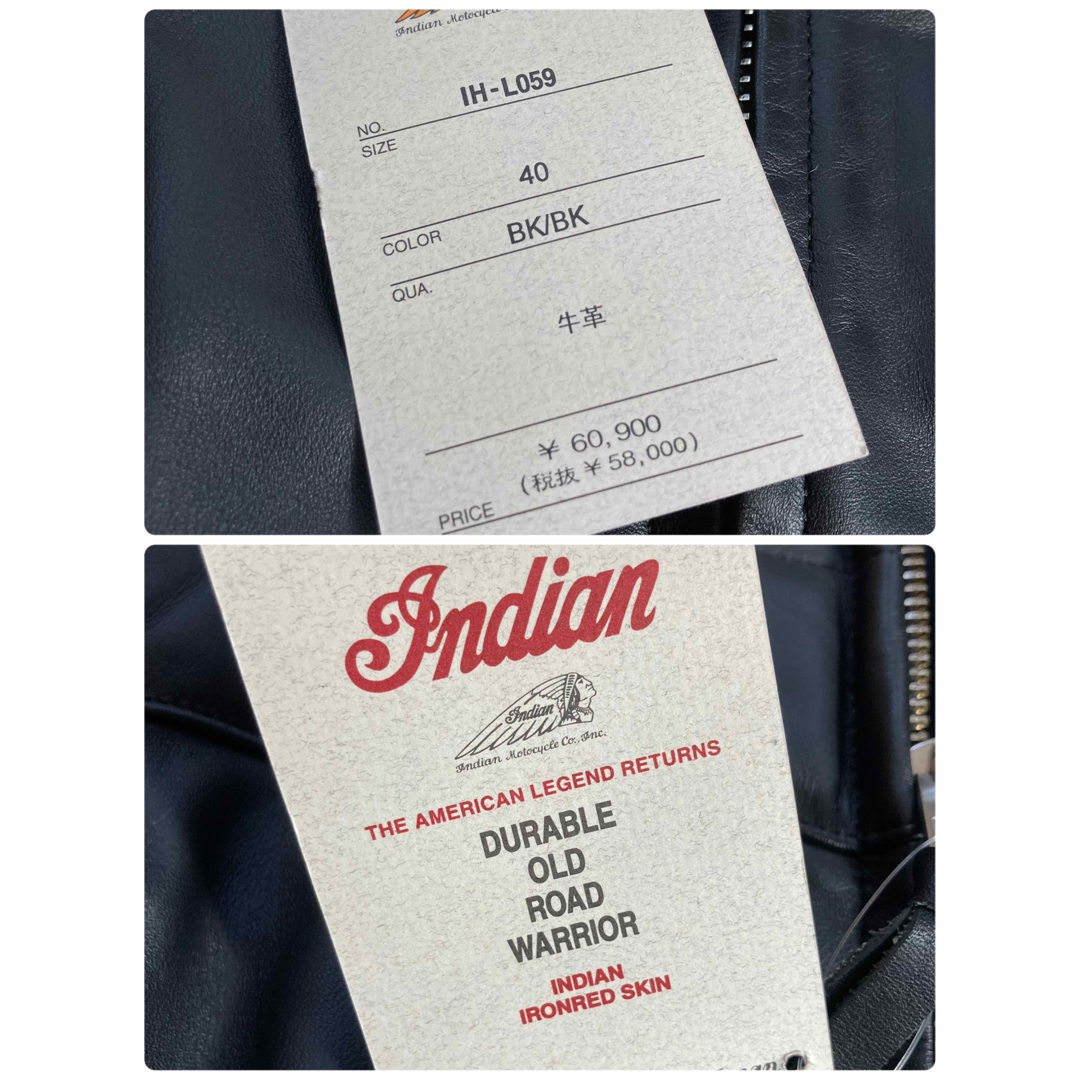 Indian Motocycle
IH-L059
NO.
SIZE
40
COLOR BK/BK
QUA.
牛革
¥ 60,900
(税抜 ¥ 58,000)
PRICE
Indian
Indian
Indian Motocycle Co., Inc.
THE AMERICAN LEGEND RETURNS
DURABLE
OLD
ROAD
WARRIOR
INDIAN
IRONRED SKIN